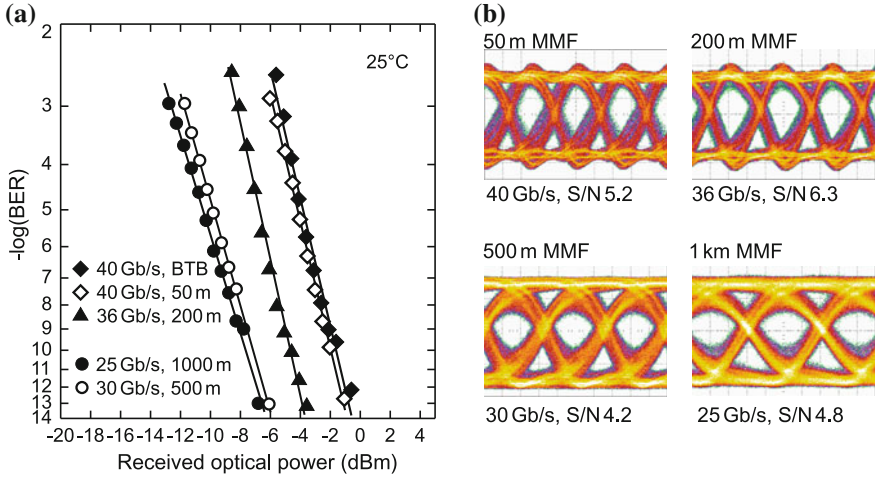 (a)
2
3
4
5
6
7
8
9
10
11
12
13
14
-log(BER)
25°C
40 Gb/s, BTB
40 Gb/s, 50 m
36 Gb/s, 200 m
25 Gb/s, 1000 m
30 Gb/s, 500 m
-20 -18 -16 -14 -12 -10 -8 -6 -4 -2 0 2 4
Received optical power (dBm)
(b)
50 m MMF
200 m MMF
40 Gb/s, S/N 5.2
36 Gb/s, S/N 6.3
500 m MMF
1 km MMF
30 Gb/s, S/N 4.2
25 Gb/s, S/N 4.8